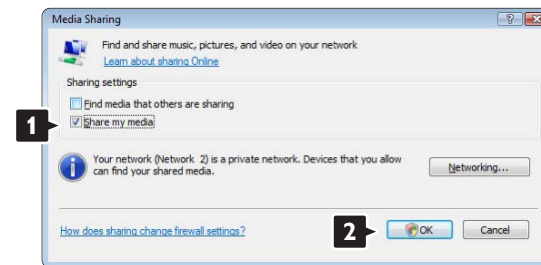 Media Sharing
Find and share music, pictures, and video on your network
Learn about sharing Online
Sharing settings
Find media that others are sharing
1
Share my media
Your network (Network 2) is a private network. Devices that you allow
can find your shared media.
Networking...
How does sharing change firewall settings?
2
OK
Cancel